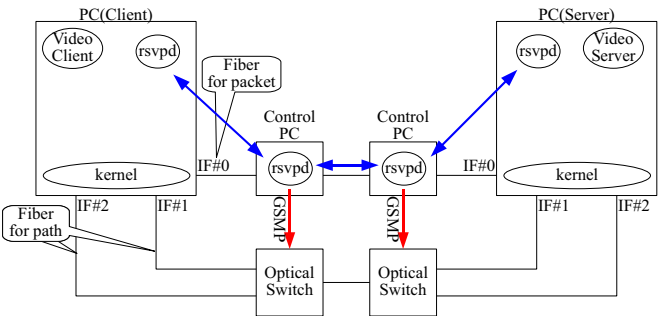 PC(Client)
PC(Server)
Video
Client
rsvpd
Fiber
for packet
rsvpd
Video
Server
Control
PC
Control
PC
kernel
IF#0
rsvpd
rsvpd
IF#0
kernel
IF#2
IF#1
GSMP
GSMP
IF#1
IF#2
Fiber
for path
Optical
Switch
Optical
Switch